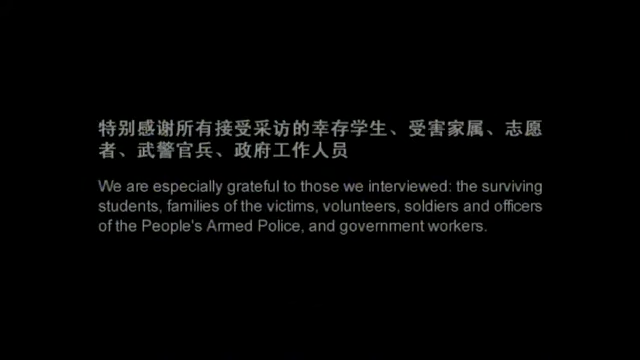 特别感谢所有接受采访的幸存学生、受害家属、志愿
者、武警官兵、政府工作人员
We are especially grateful to those we interviewed: the surviving
students, families of the victims, volunteers, soldiers and officers
of the People's Armed Police, and government workers.